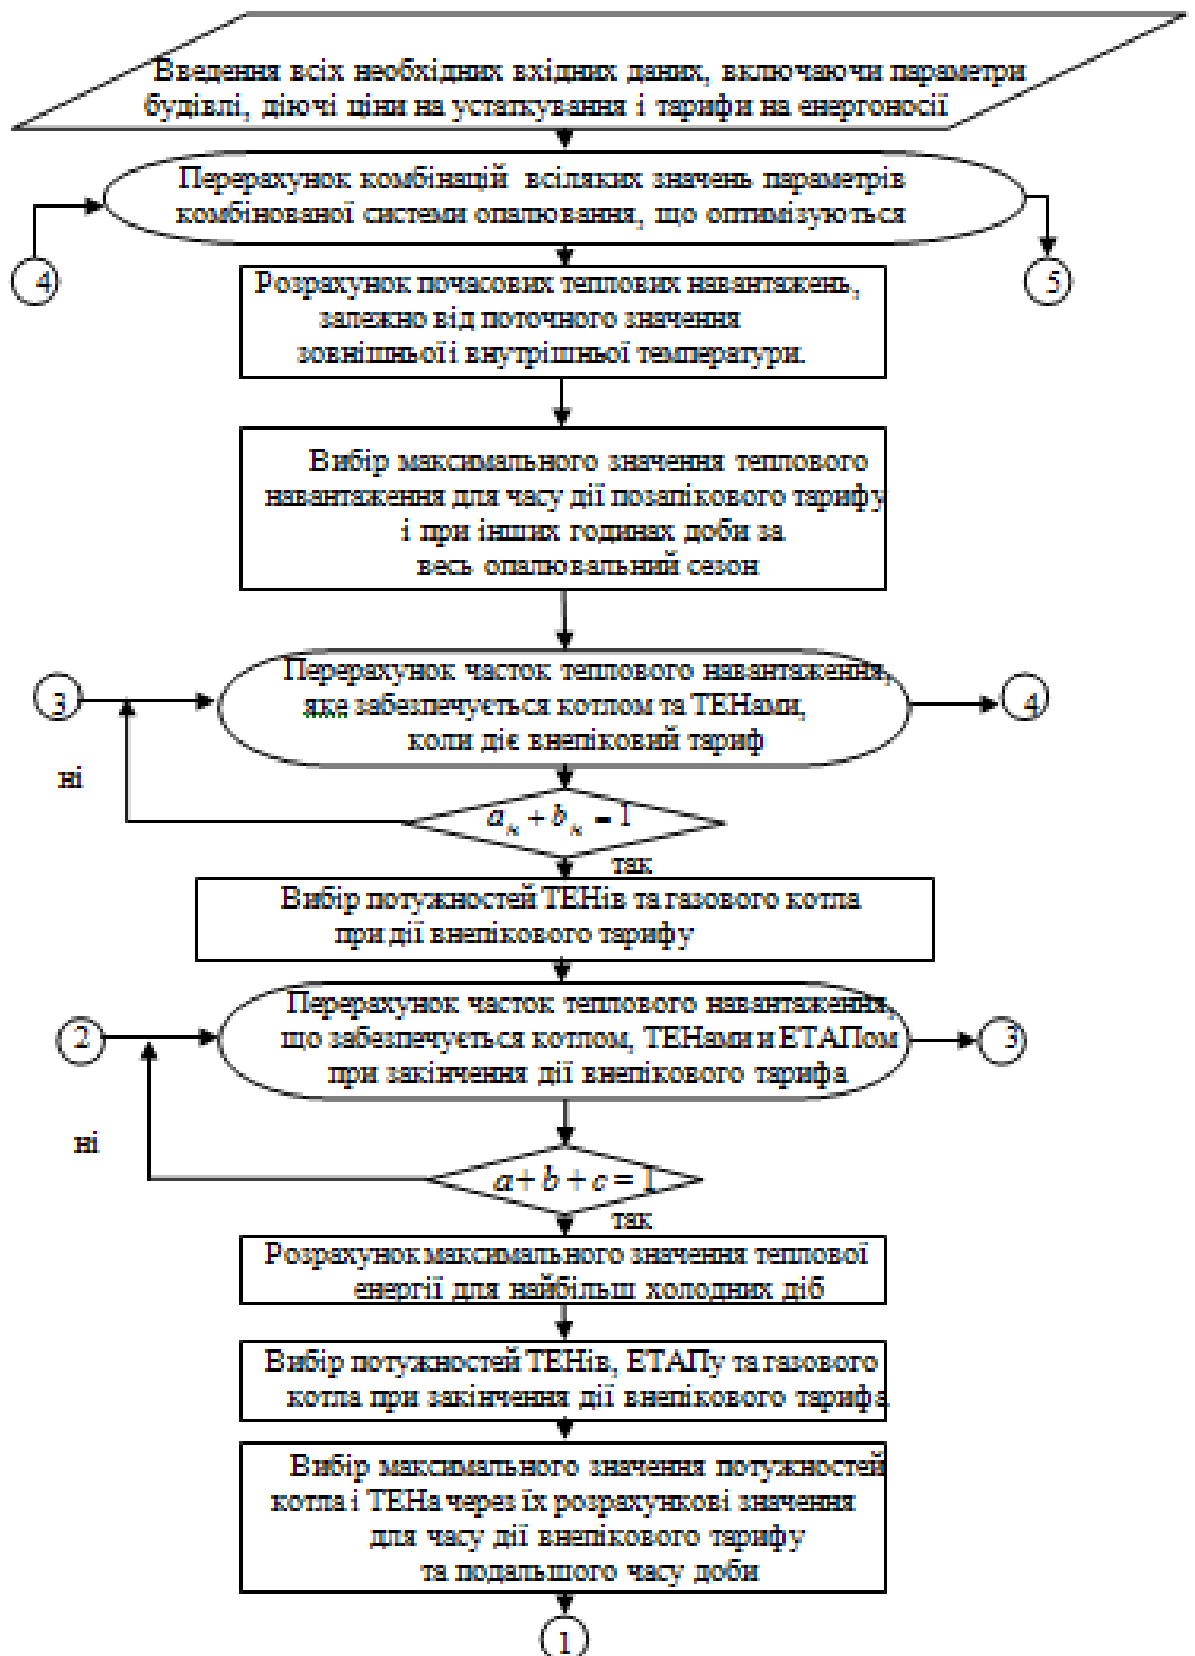 Введення всіх необхідних вхідних даних, включаючи параметри
будівлі, діючі ціни на устаткування і тарифи на енергоносії
Перерахунок комбінацій всіляких значень параметрів
комбінованої системи опалювання, що оптимізуються
4
5
Розрахунок почасових теплових навантажень,
залежно від поточного значення
зовнішньої і внутрішньої температури.
Вибір максимального значення теплового
навантаження для часу дії позапікового тарифу
і при інших годинах доби за
весь опалювальний сезон
Перерахунок часток теплового навантаження,
яке забезпечується котлом та ТЕНами,
коли діє внепіковий тариф
3
4
ні
aн + bн = 1
так
Вибір потужностей ТЕНів та газового котла
при дії внепікового тарифу
Перерахунок часток теплового навантаження,
що забезпечується котлом, ТЕНами и ЕТАПом
при закінчення дії внепікового тарифа
2
3
ні
a + b + c = 1
так
Розрахунок максимального значення теплової
енергії для найбільш холодних діб
Вибір потужностей ТЕНів, ЕТАПу та газового
котла при закінчення дії внепікового тарифа
Вибір максимального значення потужностей
котла і ТЕНа через їх розрахункові значення
для часу дії внепікового тарифу
та подальшого часу доби
1